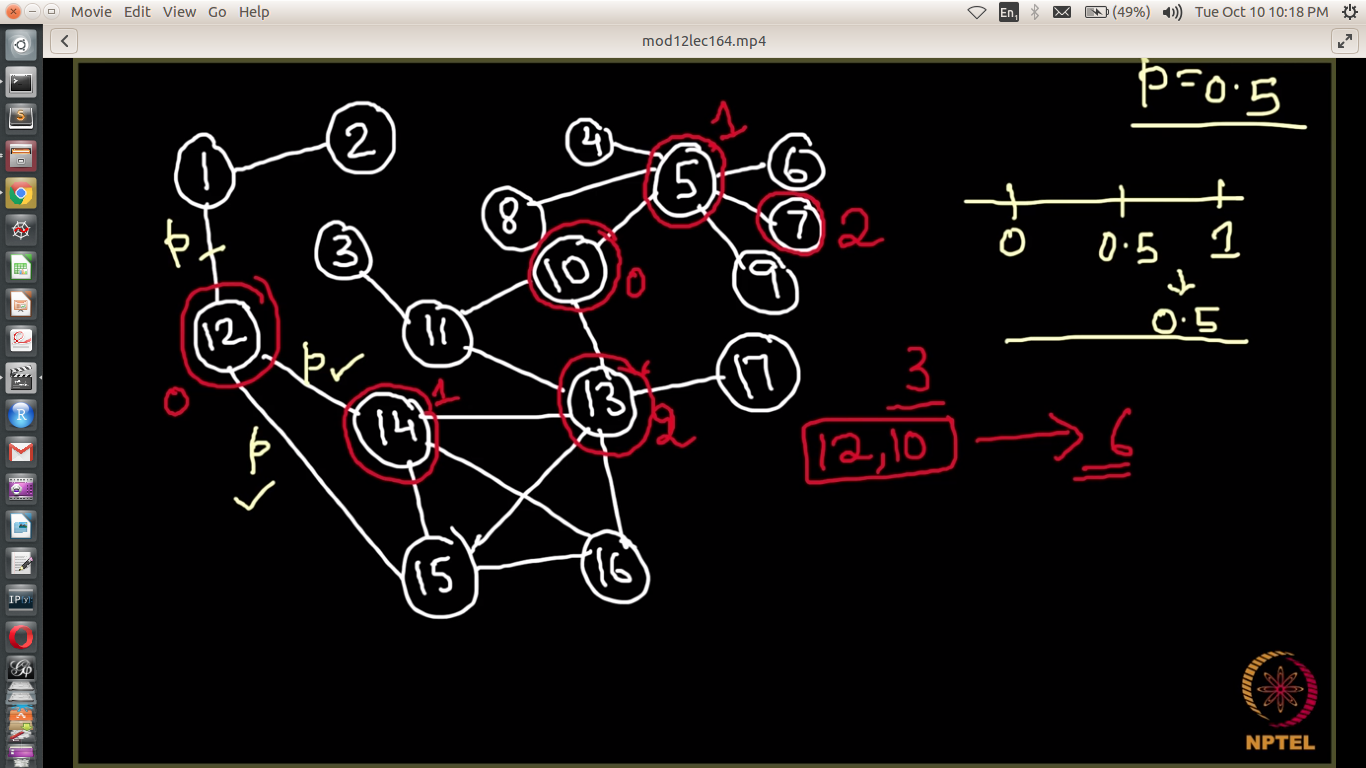 Movie Edit View Go Help
En1 (49%) Tue Oct 10 10:18 PM
mod12lec164.mp4
p=0.5
1
1 2 4 5 6
8 7 2
p 3 10 0 9
0 0.5 1
0.5
12 11
p✓ 13 17
0 14 1 2
p
✓
3
12,10 → 6
15 16
NPTEL